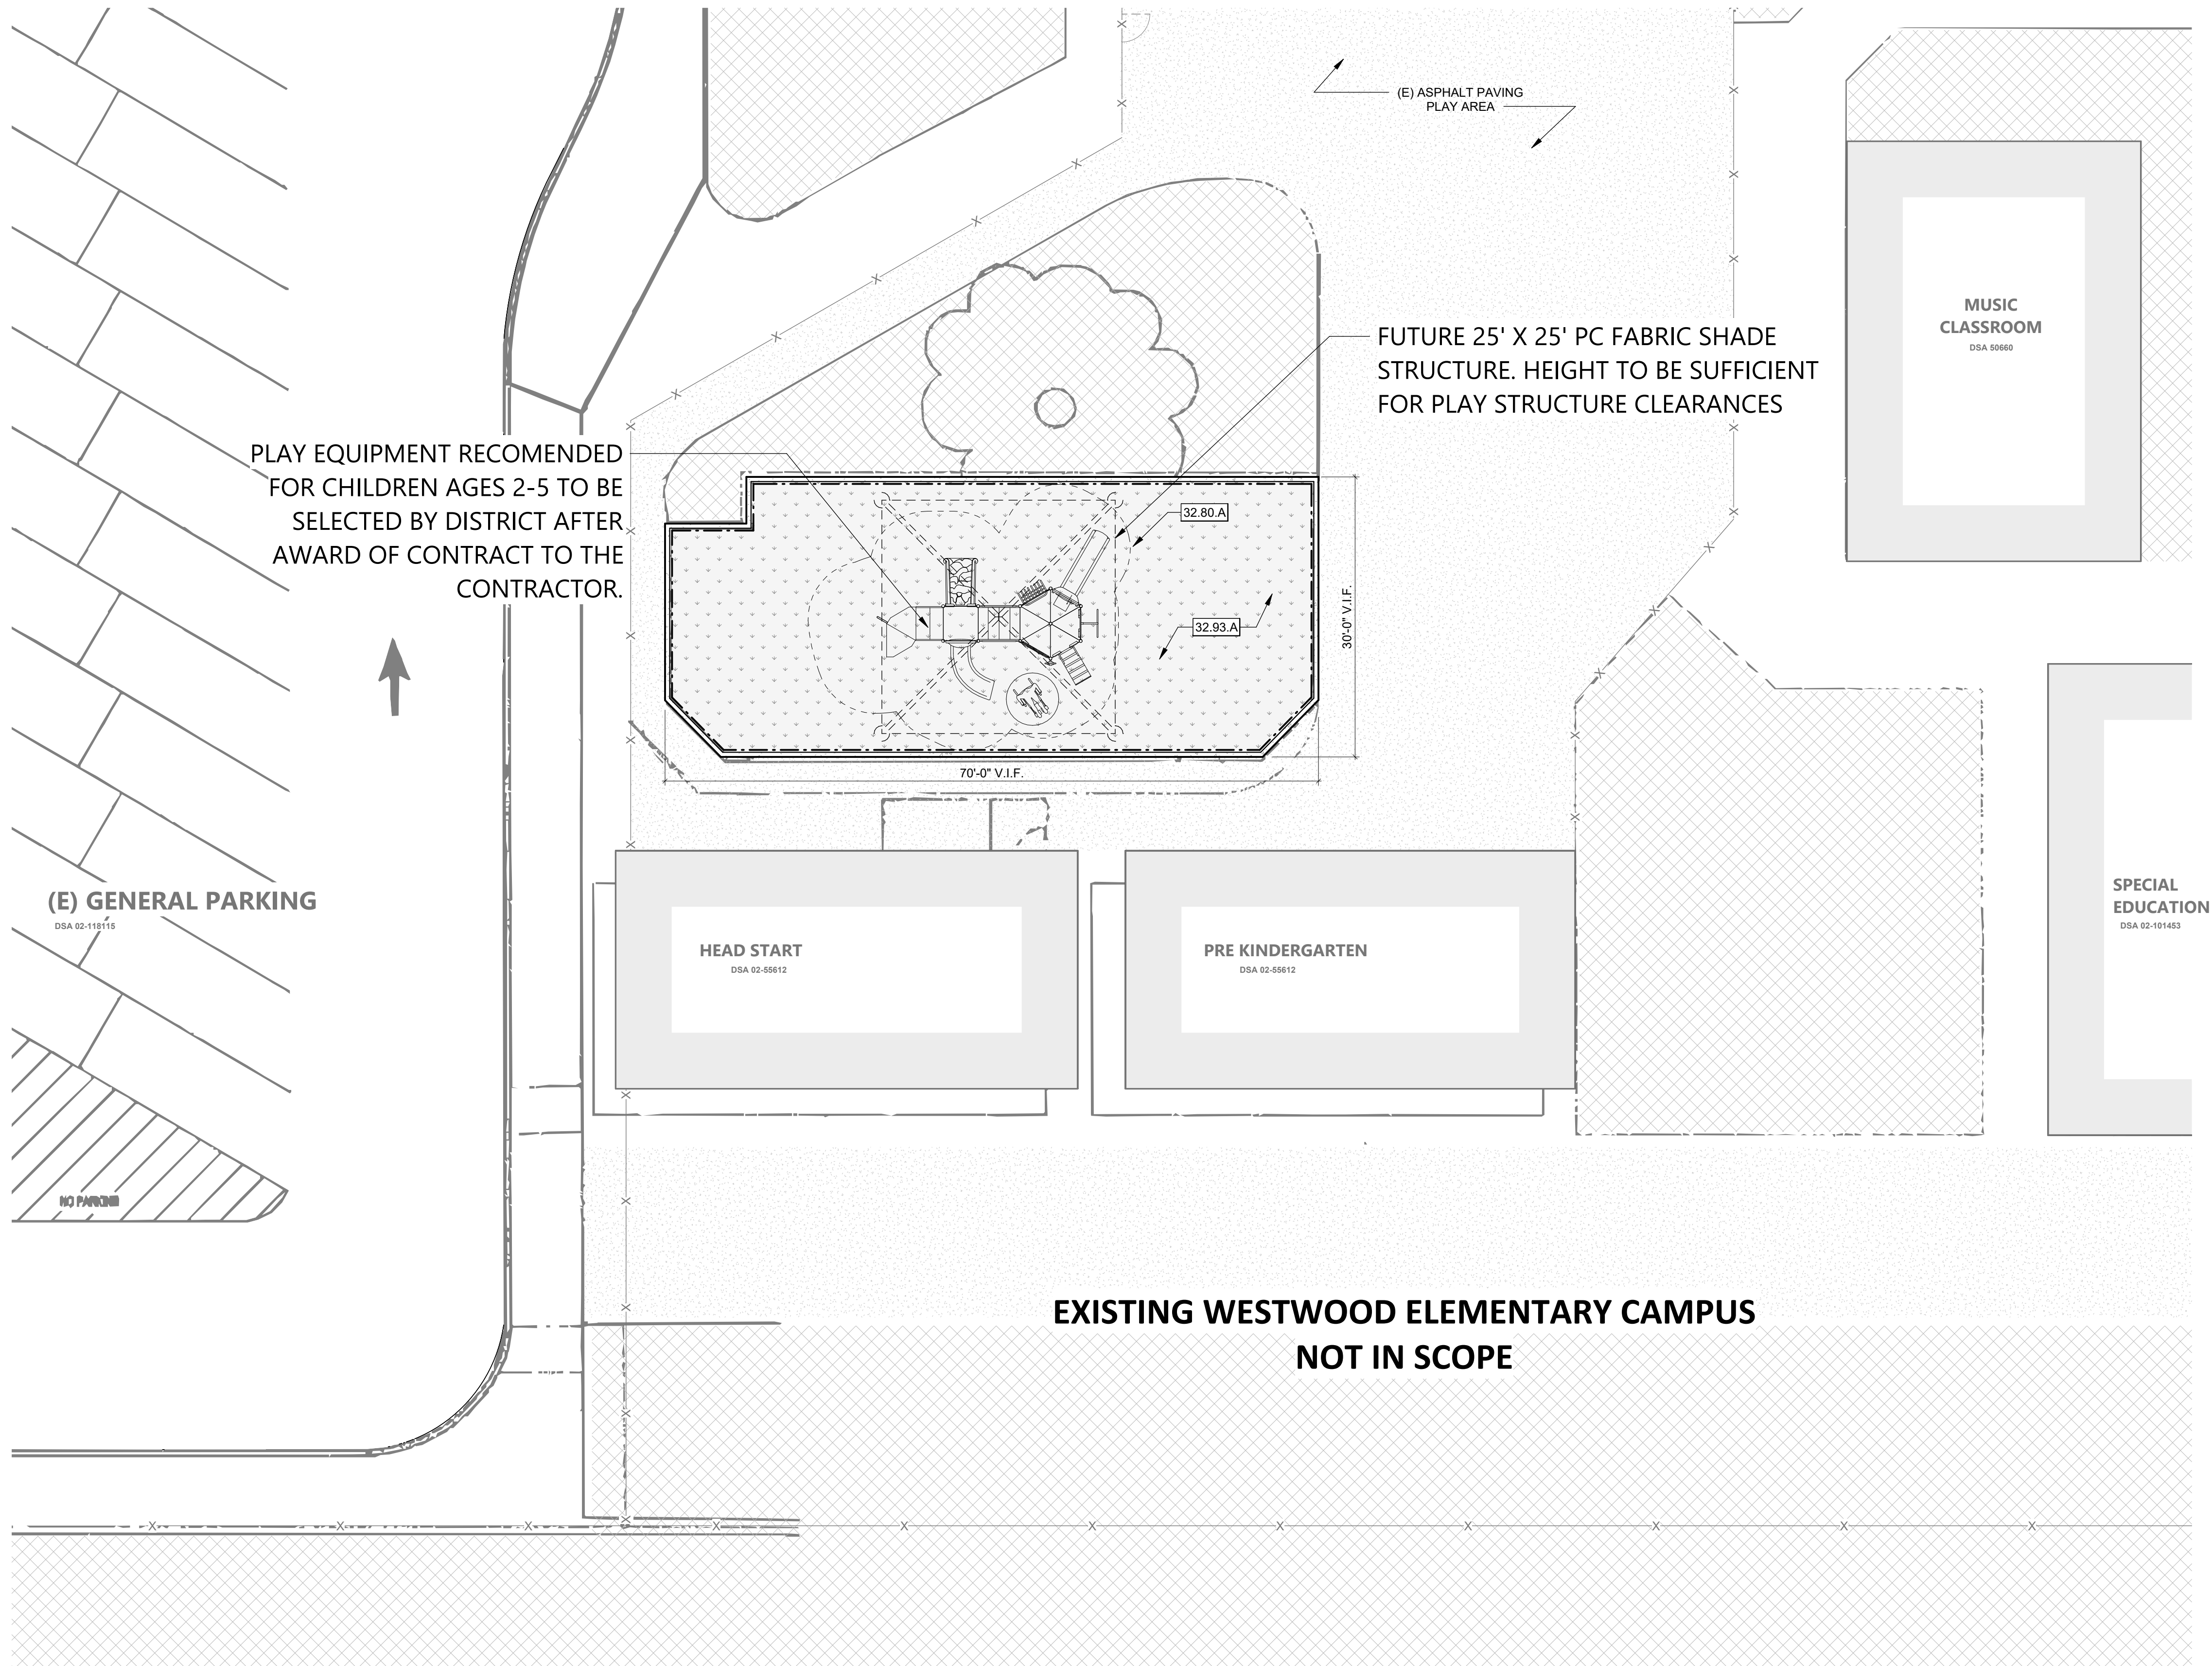 (E) ASPHALT PAVING
PLAY AREA
MUSIC
CLASSROOM
DSA 50660
FUTURE 25' X 25' PC FABRIC SHADE
STRUCTURE. HEIGHT TO BE SUFFICIENT
FOR PLAY STRUCTURE CLEARANCES
PLAY EQUIPMENT RECOMENDED
FOR CHILDREN AGES 2-5 TO BE
SELECTED BY DISTRICT AFTER
AWARD OF CONTRACT TO THE
CONTRACTOR.
32.80.A
32.93.A
30'-0" V.I.F.
70'-0" V.I.F.
(E) GENERAL PARKING
DSA 02-118115
HEAD START
DSA 02-55612
PRE KINDERGARTEN
DSA 02-55612
SPECIAL
EDUCATION
DSA 02-101453
NO PARKING
EXISTING WESTWOOD ELEMENTARY CAMPUS
NOT IN SCOPE